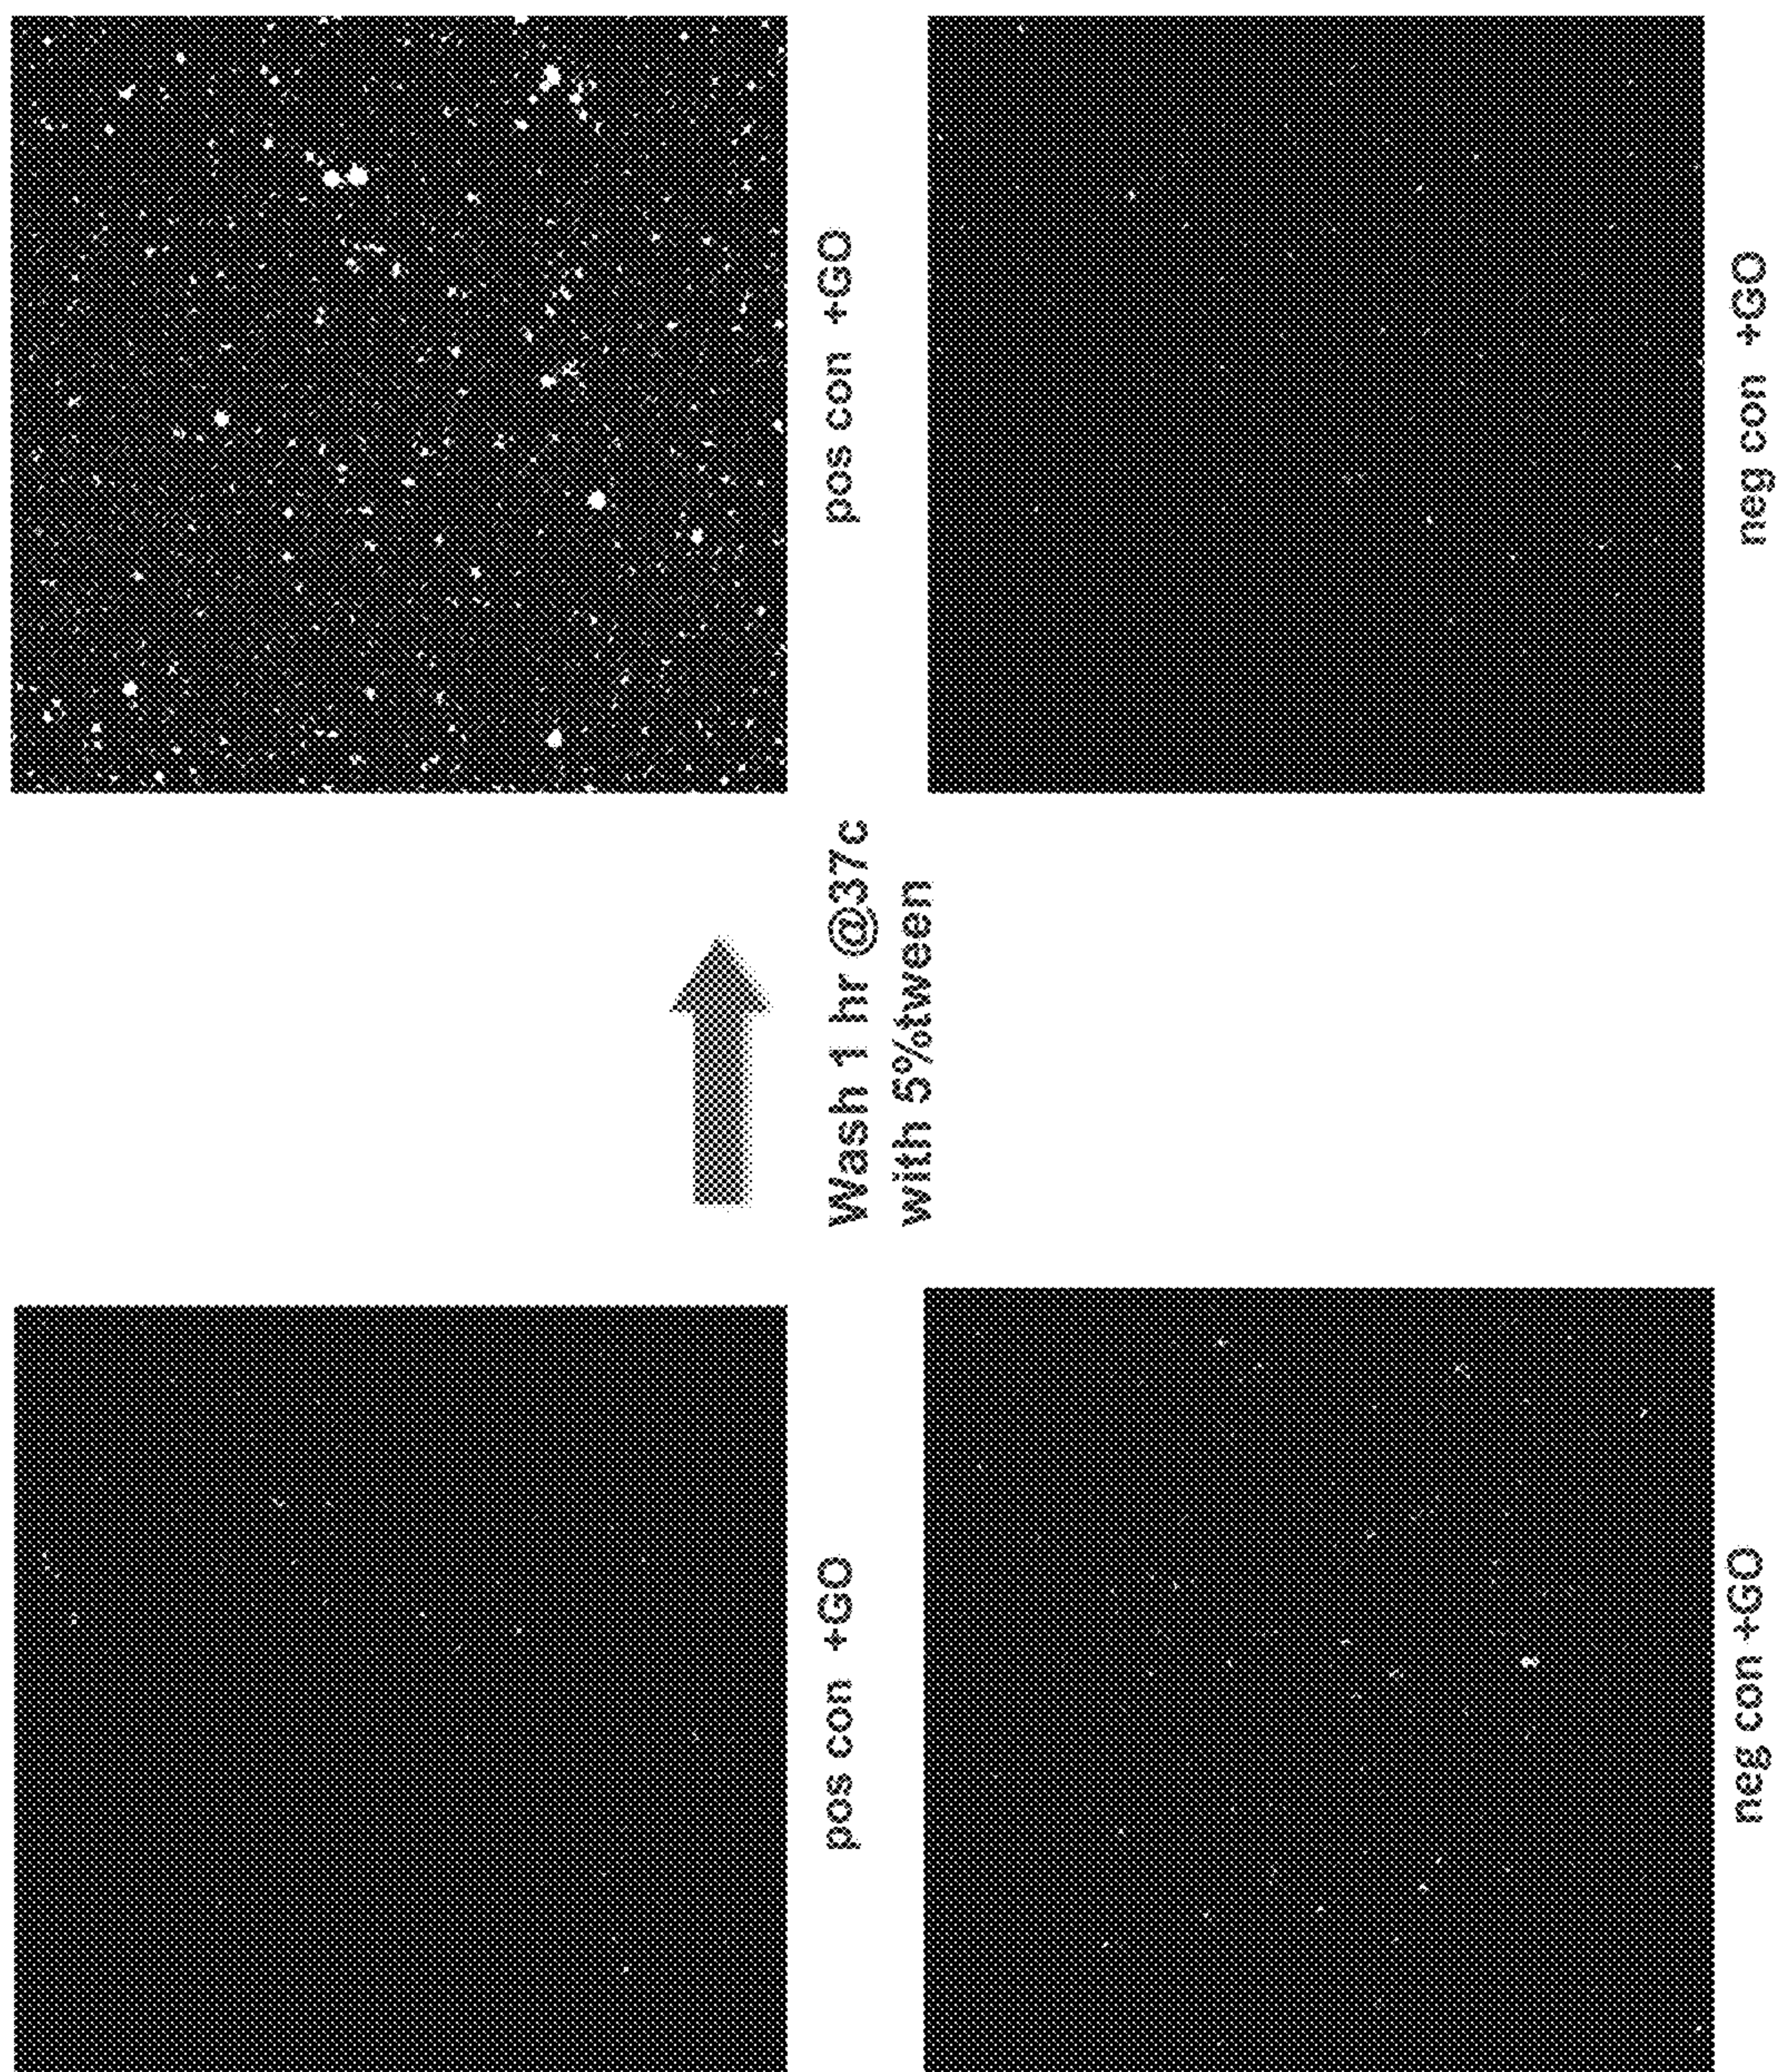 pos con +GO
Wash 1 hr @37c
with 5%tween
pos con +GO
neg con +GO
neg con +GO